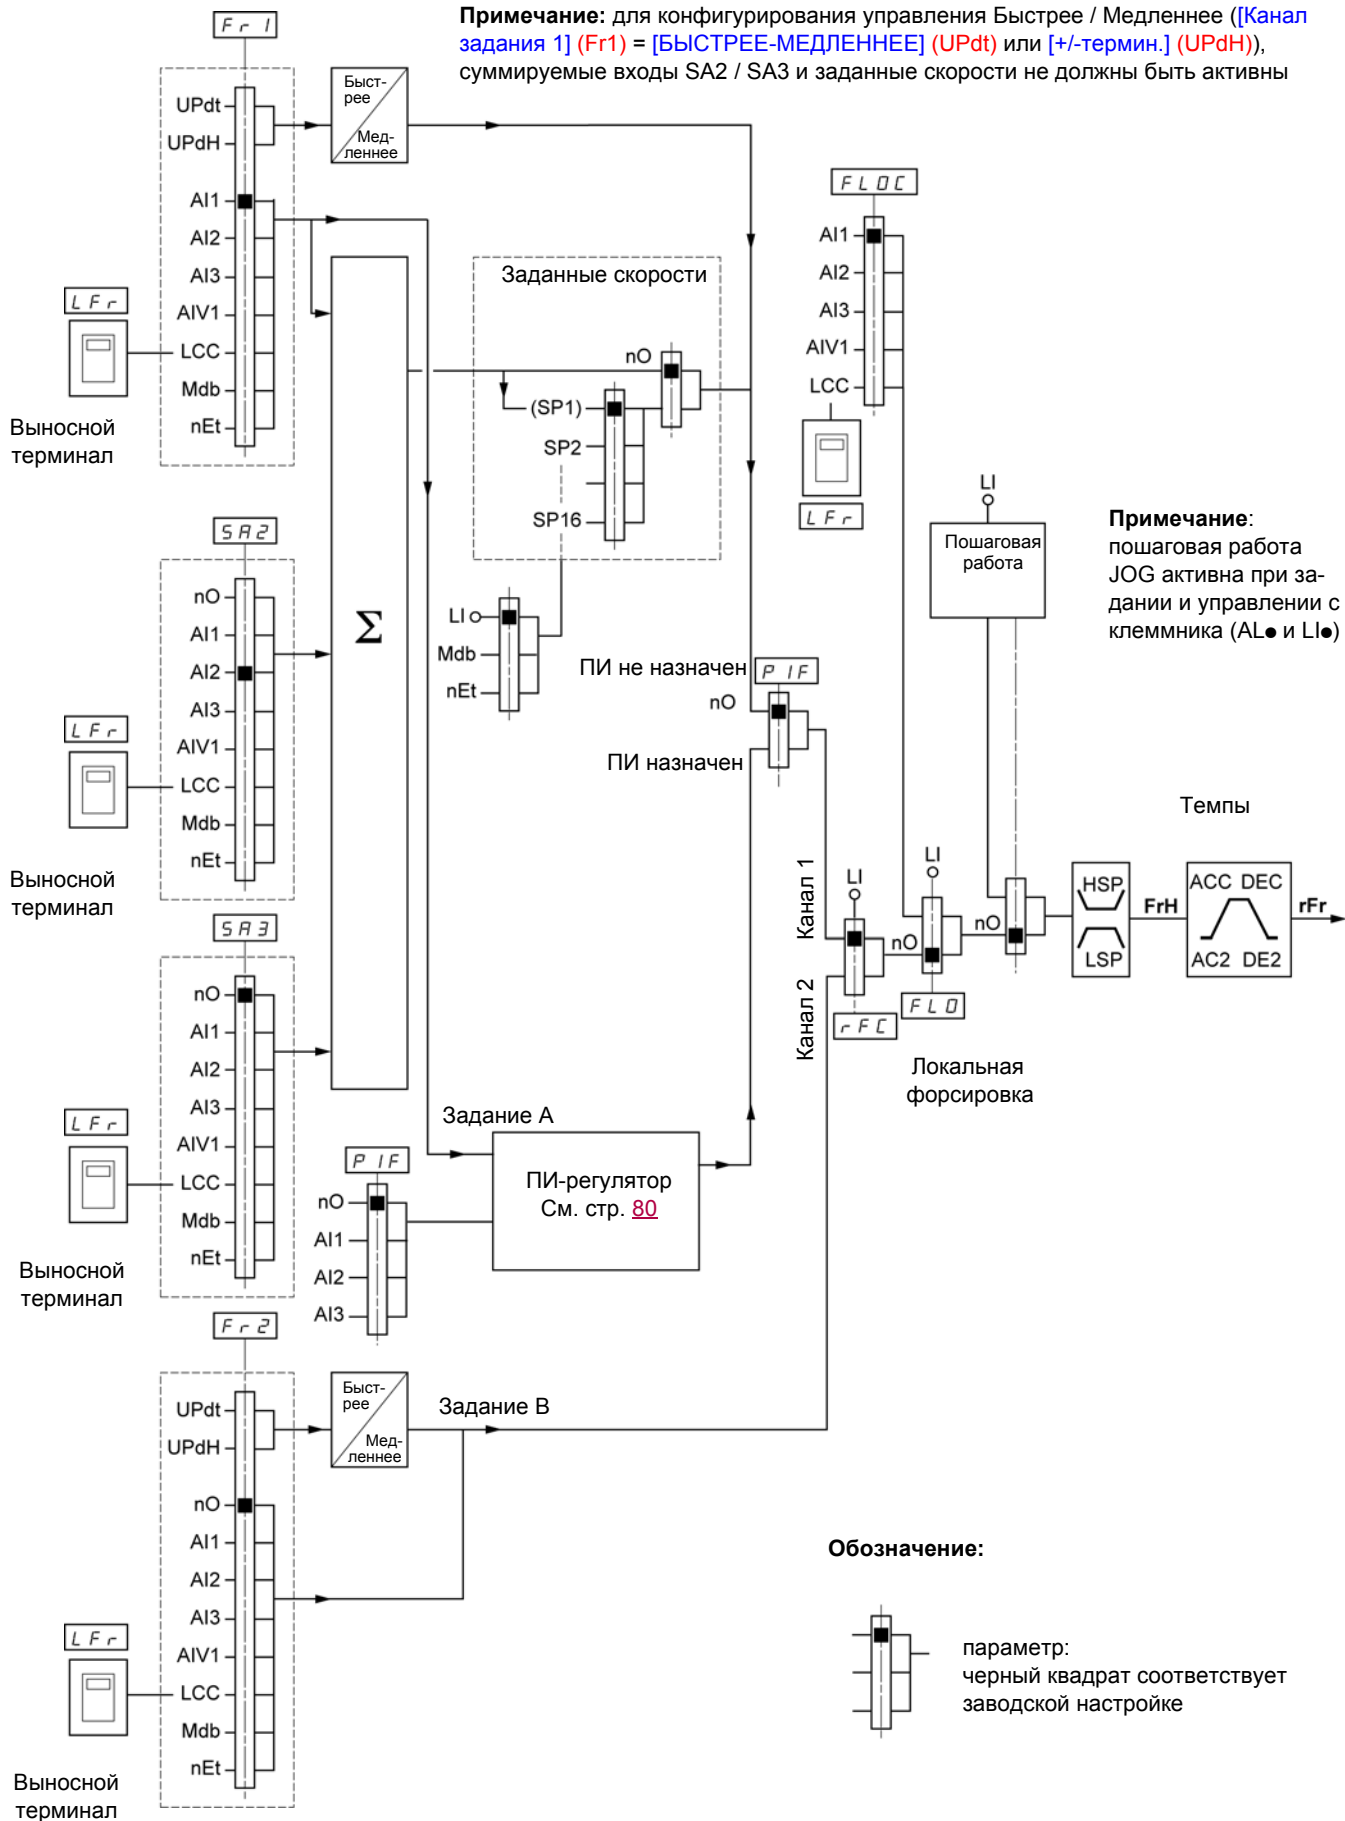 Примечание: для конфигурирования управления Быстрее / Медленнее ([Канал
задания 1] (Fr1) = [БЫСТРЕЕ-МЕДЛЕННЕЕ] (UPdt) или [+/-термин.] (UPdH)),
суммируемые входы SA2 / SA3 и заданные скорости не должны быть активны
Fr1
UPdt
UPdH
AI1
AI2
AI3
AIV1
LCC
Mdb
nEt
LFr
Выносной
терминал
Быст-
рее
Мед-
леннее
SA2
nO
AI1
AI2
AI3
AIV1
LCC
Mdb
nEt
LFr
Выносной
терминал
SA3
nO
AI1
AI2
AI3
AIV1
LCC
Mdb
nEt
LFr
Выносной
терминал
Σ
Заданные скорости
nO
(SP1)
SP2
SP16
LI
Mdb
nEt
ПИ не назначен
PIF
nO
ПИ назначен
FLOC
AI1
AI2
AI3
AIV1
LCC
LFr
LI
Пошаговая
работа
Примечание:
пошаговая работа
JOG активна при за-
дании и управлении с
клеммника (AL● и LI●)
Темпы
Канал 1
Канал 2
LI
rFC
nO
LI
FLO
nO
Локальная
форсировка
HSP
LSP
FrH
ACC DEC
AC2 DE2
rFr
Задание A
PIF
nO
AI1
AI2
AI3
ПИ-регулятор
См. стр. 80
Fr2
UPdt
UPdH
nO
AI1
AI2
AI3
AIV1
LCC
Mdb
nEt
LFr
Выносной
терминал
Быст-
рее
Мед-
леннее
Задание B
Обозначение:
параметр:
черный квадрат соответствует
заводской настройке